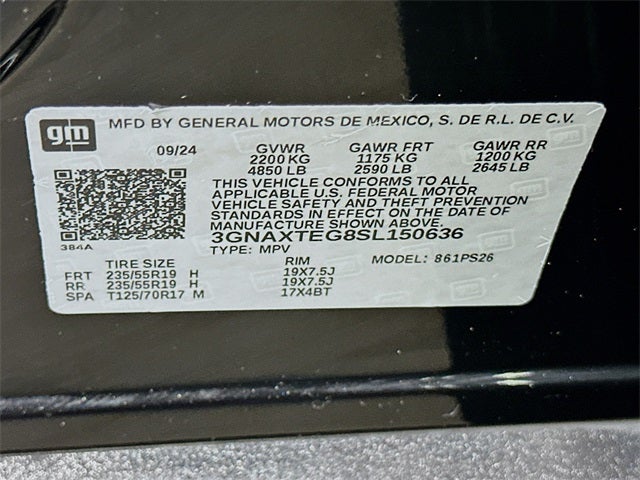 gm MFD BY GENERAL MOTORS DE MEXICO, S. DE R.L. DE C.V.
09/24 GVWR GAWR FRT GAWR RR
2200 KG 1175 KG 1200 KG
4850 LB 2590 LB 2645 LB
THIS VEHICLE CONFORMS TO ALL
APPLICABLE U.S. FEDERAL MOTOR
VEHICLE SAFETY AND THEFT PREVENTION
STANDARDS IN EFFECT ON THE DATE OF
MANUFACTURE SHOWN ABOVE.
3GNAXTEG8SL150636
384A
TYPE: MPV MODEL: 861PS26
TIRE SIZE RIM
FRT 235/55R19 H 19X7.5J
RR 235/55R19 H 19X7.5J
SPA T125/70R17 M 17X4BT